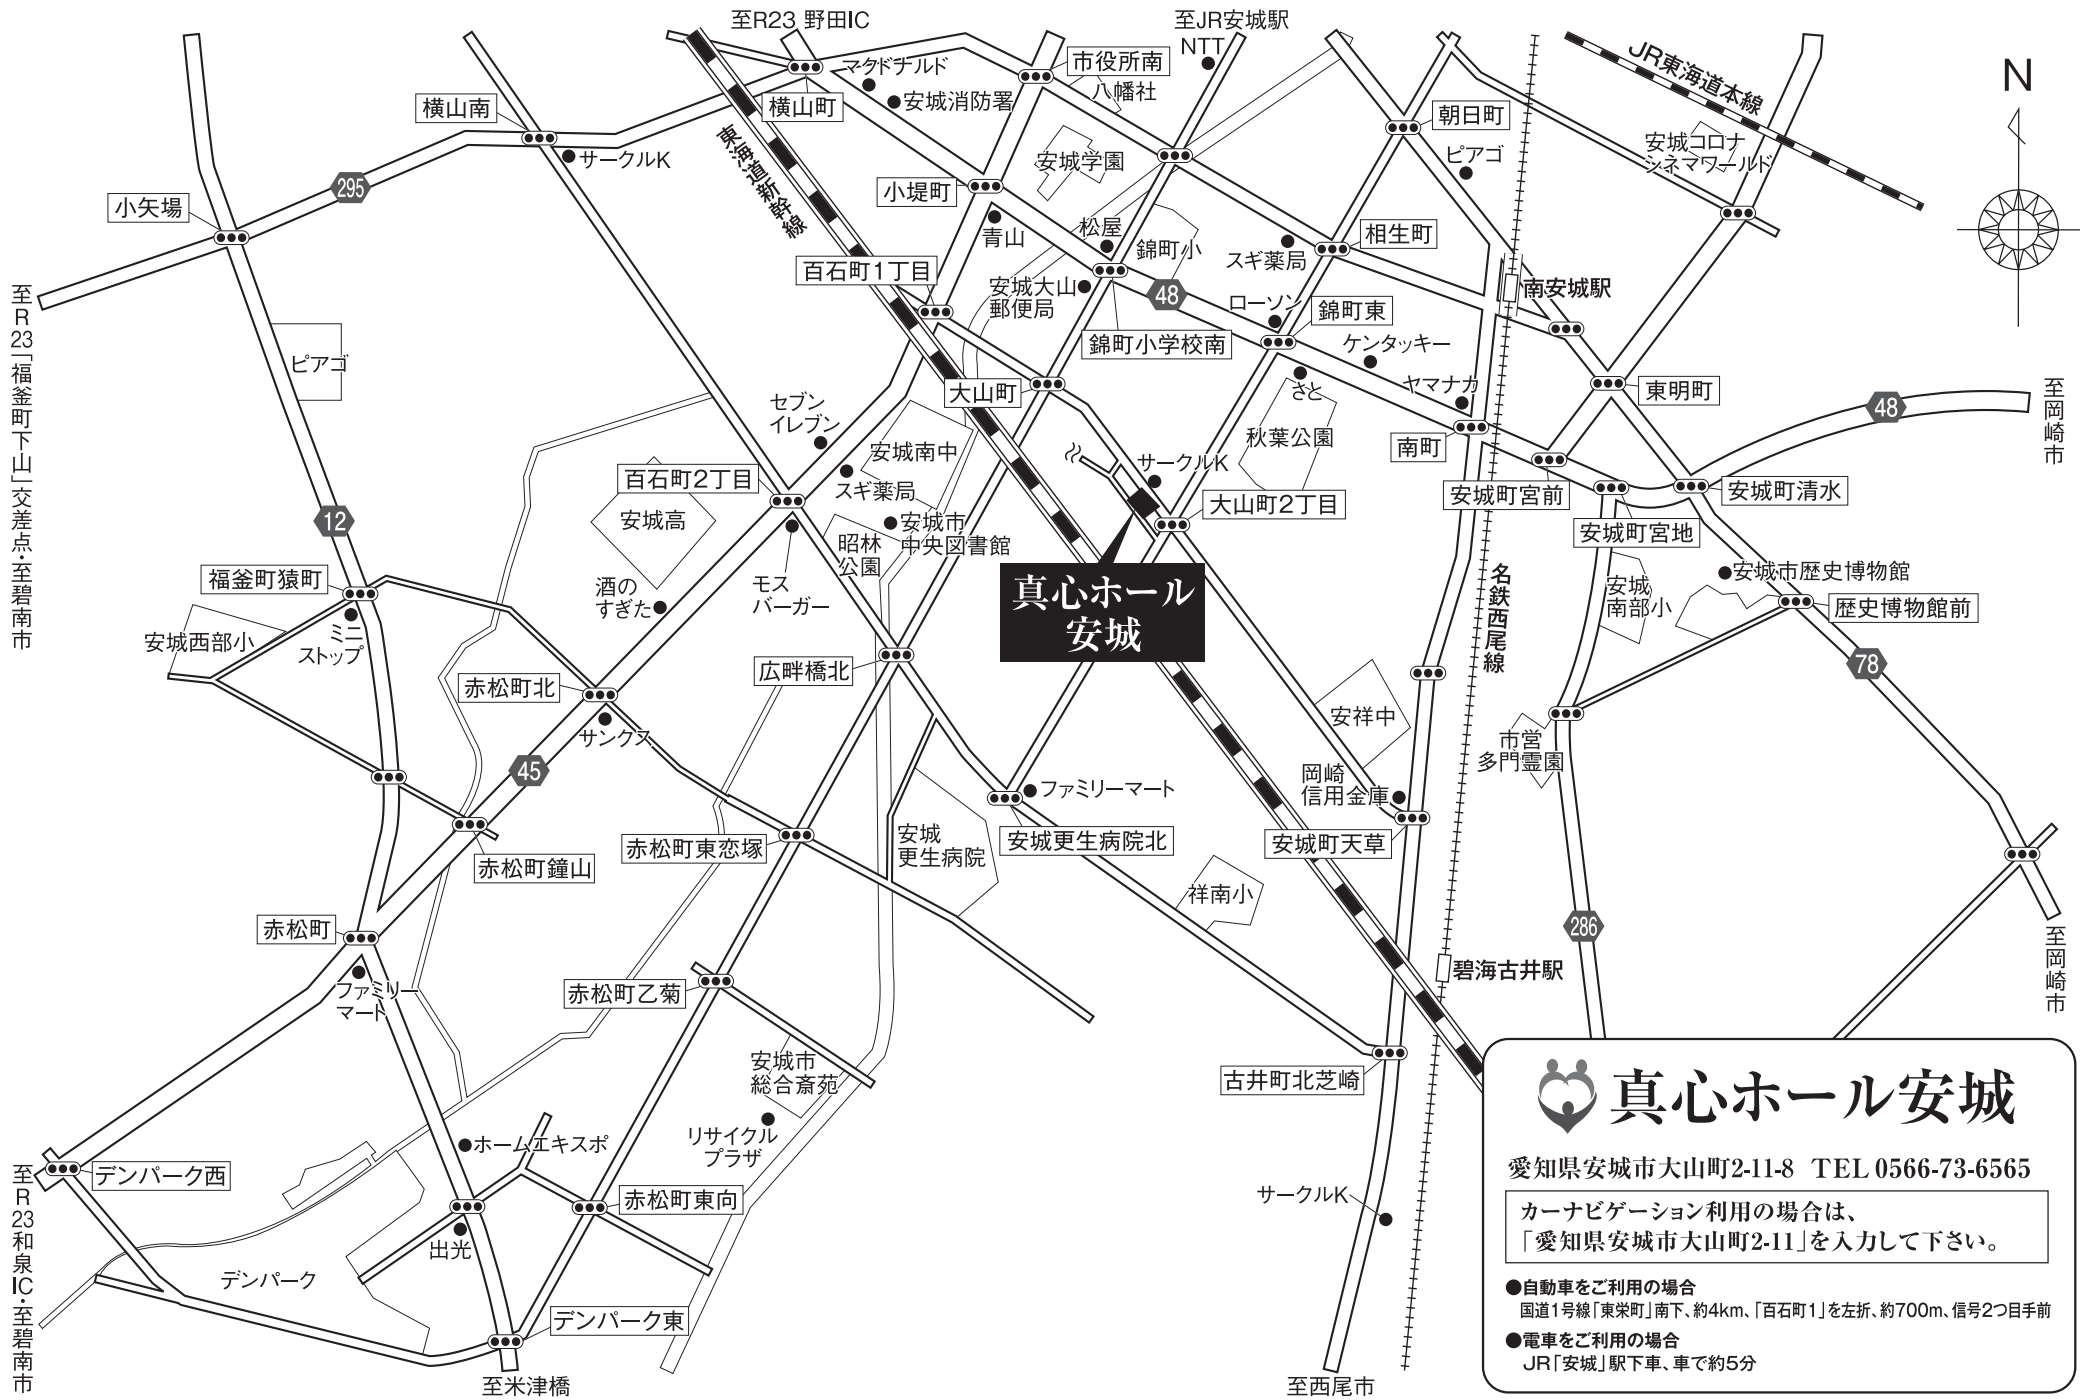 至R23 野田IC
至JR安城駅
NTT
市役所南
八幡社
マクドナルド
安城消防署
横山町
横山南
サークルK
東海道新幹線
安城学園
朝日町
ピアゴ
JR東海道本線
安城コロナ
シネマワールド
N
295
小矢場
小堤町
青山
松屋
錦町小
スギ薬局
相生町
百石町1丁目
安城大山
郵便局
48
ローソン
錦町東
南安城駅
至R23「福釜町下山」交差点・至碧南市
ピアゴ
錦町小学校南
ケンタッキー
大山町
さと
ヤマナカ
東明町
48
至岡崎市
セブン
イレブン
安城南中
秋葉公園
南町
百石町2丁目
スギ薬局
サークルK
大山町2丁目
安城町宮前
安城町清水
12
安城高
安城市
中央図書館
昭林
公園
安城町宮地
福釜町猿町
酒の
すぎた
モス
バーガー
真心ホール
安城
名鉄西尾線
安城
南部小
安城市歴史博物館
歴史博物館前
安城西部小
ミニ
ストップ
広畔橋北
78
赤松町北
サンクス
安祥中
市営
多門霊園
45
ファミリーマート
岡崎
信用金庫
赤松町東恋塚
安城
更生病院
安城更生病院北
安城町天草
赤松町鐘山
祥南小
赤松町
286
至岡崎市
ファミリー
マート
赤松町乙菊
碧海古井駅
安城市
総合斎苑
古井町北芝崎
リサイクル
プラザ
ホームエキスポ
デンパーク西
赤松町東向
サークルK
至R23和泉IC・至碧南市
出光
デンパーク
デンパーク東
至米津橋
至西尾市
真心ホール安城
愛知県安城市大山町2-11-8 TEL 0566-73-6565
カーナビゲーション利用の場合は、
「愛知県安城市大山町2-11」を入力して下さい。
●自動車をご利用の場合
国道1号線「東栄町」南下、約4km、「百石町1」を左折、約700m、信号2つ目手前
●電車をご利用の場合
JR「安城」駅下車、車で約5分